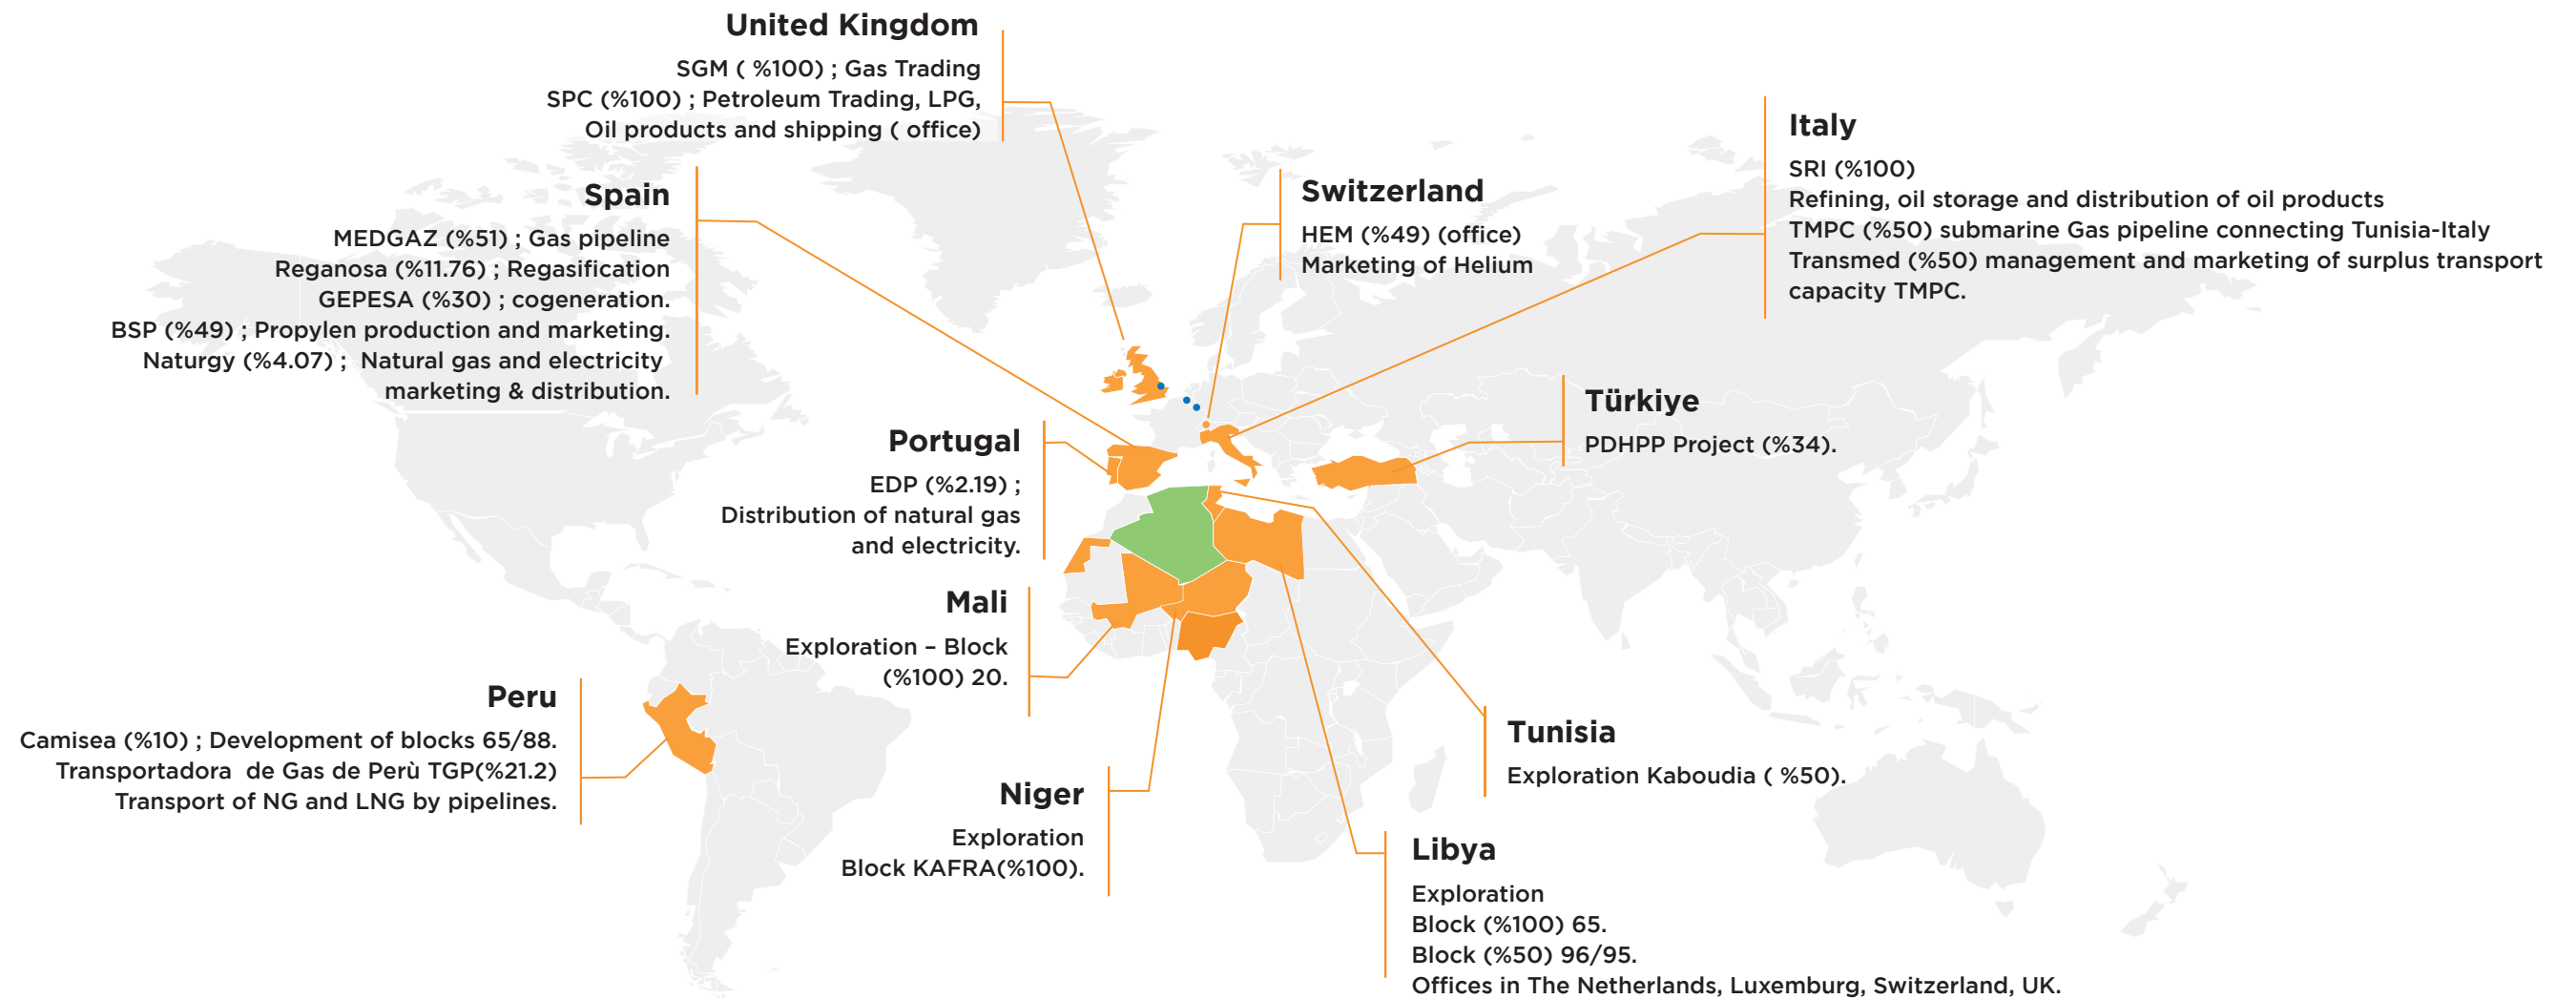 United Kingdom
SGM ( %100) ; Gas Trading
SPC (%100) ; Petroleum Trading, LPG,
Oil products and shipping ( office)
Spain
MEDGAZ (%51) ; Gas pipeline
Reganosa (%11.76) ; Regasification
GEPESA (%30) ; cogeneration.
BSP (%49) ; Propylen production and marketing.
Naturgy (%4.07) ; Natural gas and electricity
marketing & distribution.
Switzerland
HEM (%49) (office)
Marketing of Helium
Italy
SRI (%100)
Refining, oil storage and distribution of oil products
TMPC (%50) submarine Gas pipeline connecting Tunisia-Italy
Transmed (%50) management and marketing of surplus transport
capacity TMPC.
Türkiye
PDHPP Project (%34).
Portugal
EDP (%2.19) ;
Distribution of natural gas
and electricity.
Mali
Exploration – Block
(%100) 20.
Peru
Camisea (%10) ; Development of blocks 65/88.
Transportadora de Gas de Perù TGP(%21.2)
Transport of NG and LNG by pipelines.
Niger
Exploration
Block KAFRA(%100).
Tunisia
Exploration Kaboudia ( %50).
Libya
Exploration
Block (%100) 65.
Block (%50) 96/95.
Offices in The Netherlands, Luxemburg, Switzerland, UK.